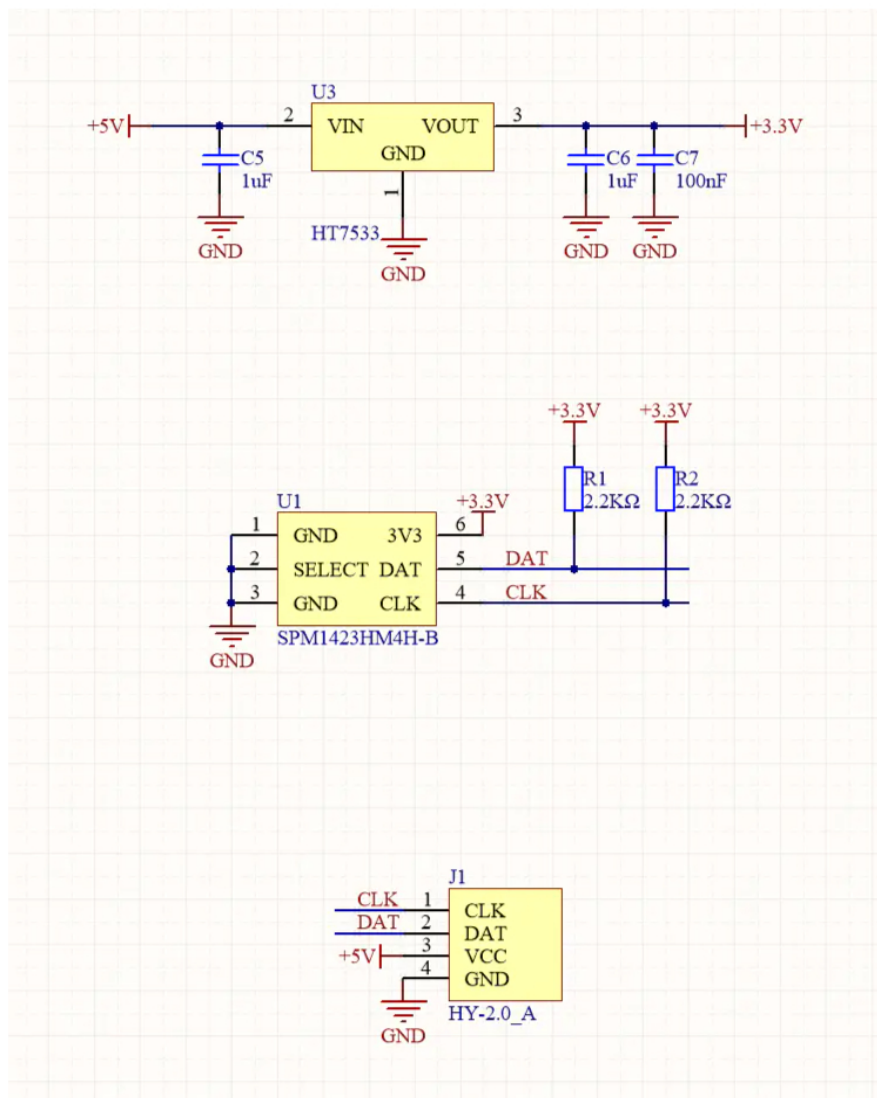 U3
+5V
2
VIN
VOUT
3
+3.3V
GND
C5
1uF
C6
1uF
C7
100nF
1
HT7533
GND
GND
GND
GND
+3.3V
+3.3V
R1
2.2KΩ
R2
2.2KΩ
U1
+3.3V
1
GND
3V3
6
2
SELECT
DAT
5
DAT
3
GND
CLK
4
CLK
SPM1423HM4H-B
GND
J1
CLK
1
CLK
DAT
2
DAT
+5V
3
VCC
4
GND
HY-2.0_A
GND